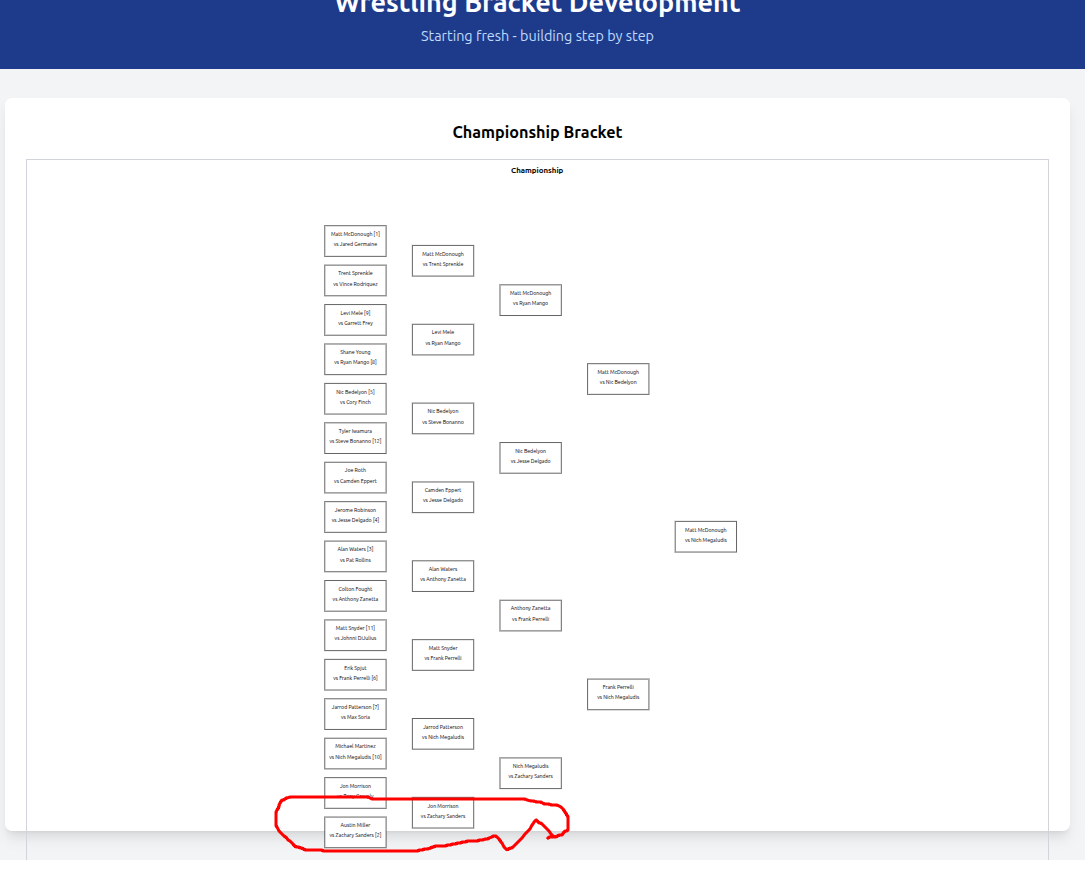 Wrestling Bracket Development
Starting fresh - building step by step
Championship Bracket
Championship
Matt McDonough [1]
vs Jared Germaine
Trent Sprenkle
vs Vince Rodriquez
Levi Mele [9]
vs Garrett Frey
Shane Young
vs Ryan Mango [8]
Nic Bedelyon [5]
vs Cory Finch
Tyler Iwamura
vs Steve Bonanno [12]
Joe Roth
vs Camden Eppert
Jerome Robinson
vs Jesse Delgado [4]
Alan Waters [3]
vs Pat Rollins
Colton Fought
vs Anthony Zanetta
Matt Snyder [11]
vs Johnni DiJulius
Erik Spjut
vs Frank Perrelli [6]
Jarrod Patterson [7]
vs Max Soria
Michael Martinez
vs Nich Megaludis [10]
Jon Morrison
Austin Miller
vs Zachary Sanders [2]
Matt McDonough
vs Trent Sprenkle
Levi Mele
vs Ryan Mango
Nic Bedelyon
vs Steve Bonanno
Camden Eppert
vs Jesse Delgado
Alan Waters
vs Anthony Zanetta
Matt Snyder
vs Frank Perrelli
Jarrod Patterson
vs Nich Megaludis
Jon Morrison
vs Zachary Sanders
Matt McDonough
vs Ryan Mango
Nic Bedelyon
vs Jesse Delgado
Anthony Zanetta
vs Frank Perrelli
Nich Megaludis
vs Zachary Sanders
Matt McDonough
vs Nic Bedelyon
Frank Perrelli
vs Nich Megaludis
Matt McDonough
vs Nich Megaludis